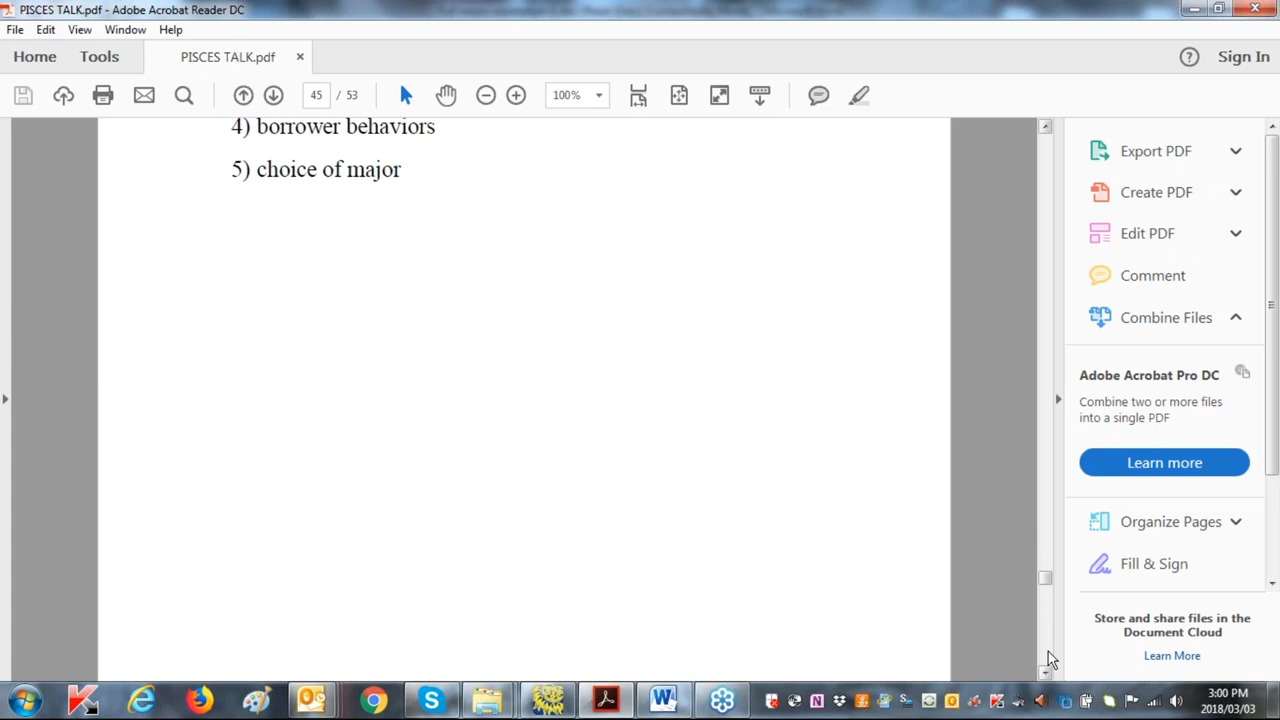 PISCES TALK.pdf - Adobe Acrobat Reader DC
File Edit View Window Help
Home Tools PISCES TALK.pdf × ? Sign In
45 / 53 100%
4) borrower behaviors
5) choice of major
Export PDF
Create PDF
Edit PDF
Comment
Combine Files
Adobe Acrobat Pro DC
Combine two or more files
into a single PDF
Learn more
Organize Pages
Fill & Sign
Store and share files in the
Document Cloud
Learn More
3:00 PM
2018/03/03